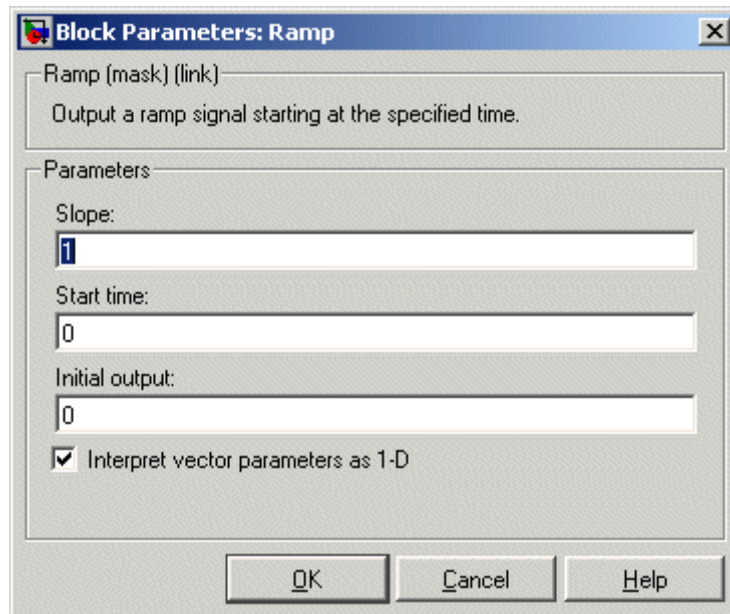 Block Parameters: Ramp
Ramp (mask) (link)
Output a ramp signal starting at the specified time.
Parameters
Slope:
1
Start time:
0
Initial output:
0
Interpret vector parameters as 1-D
OK Cancel Help